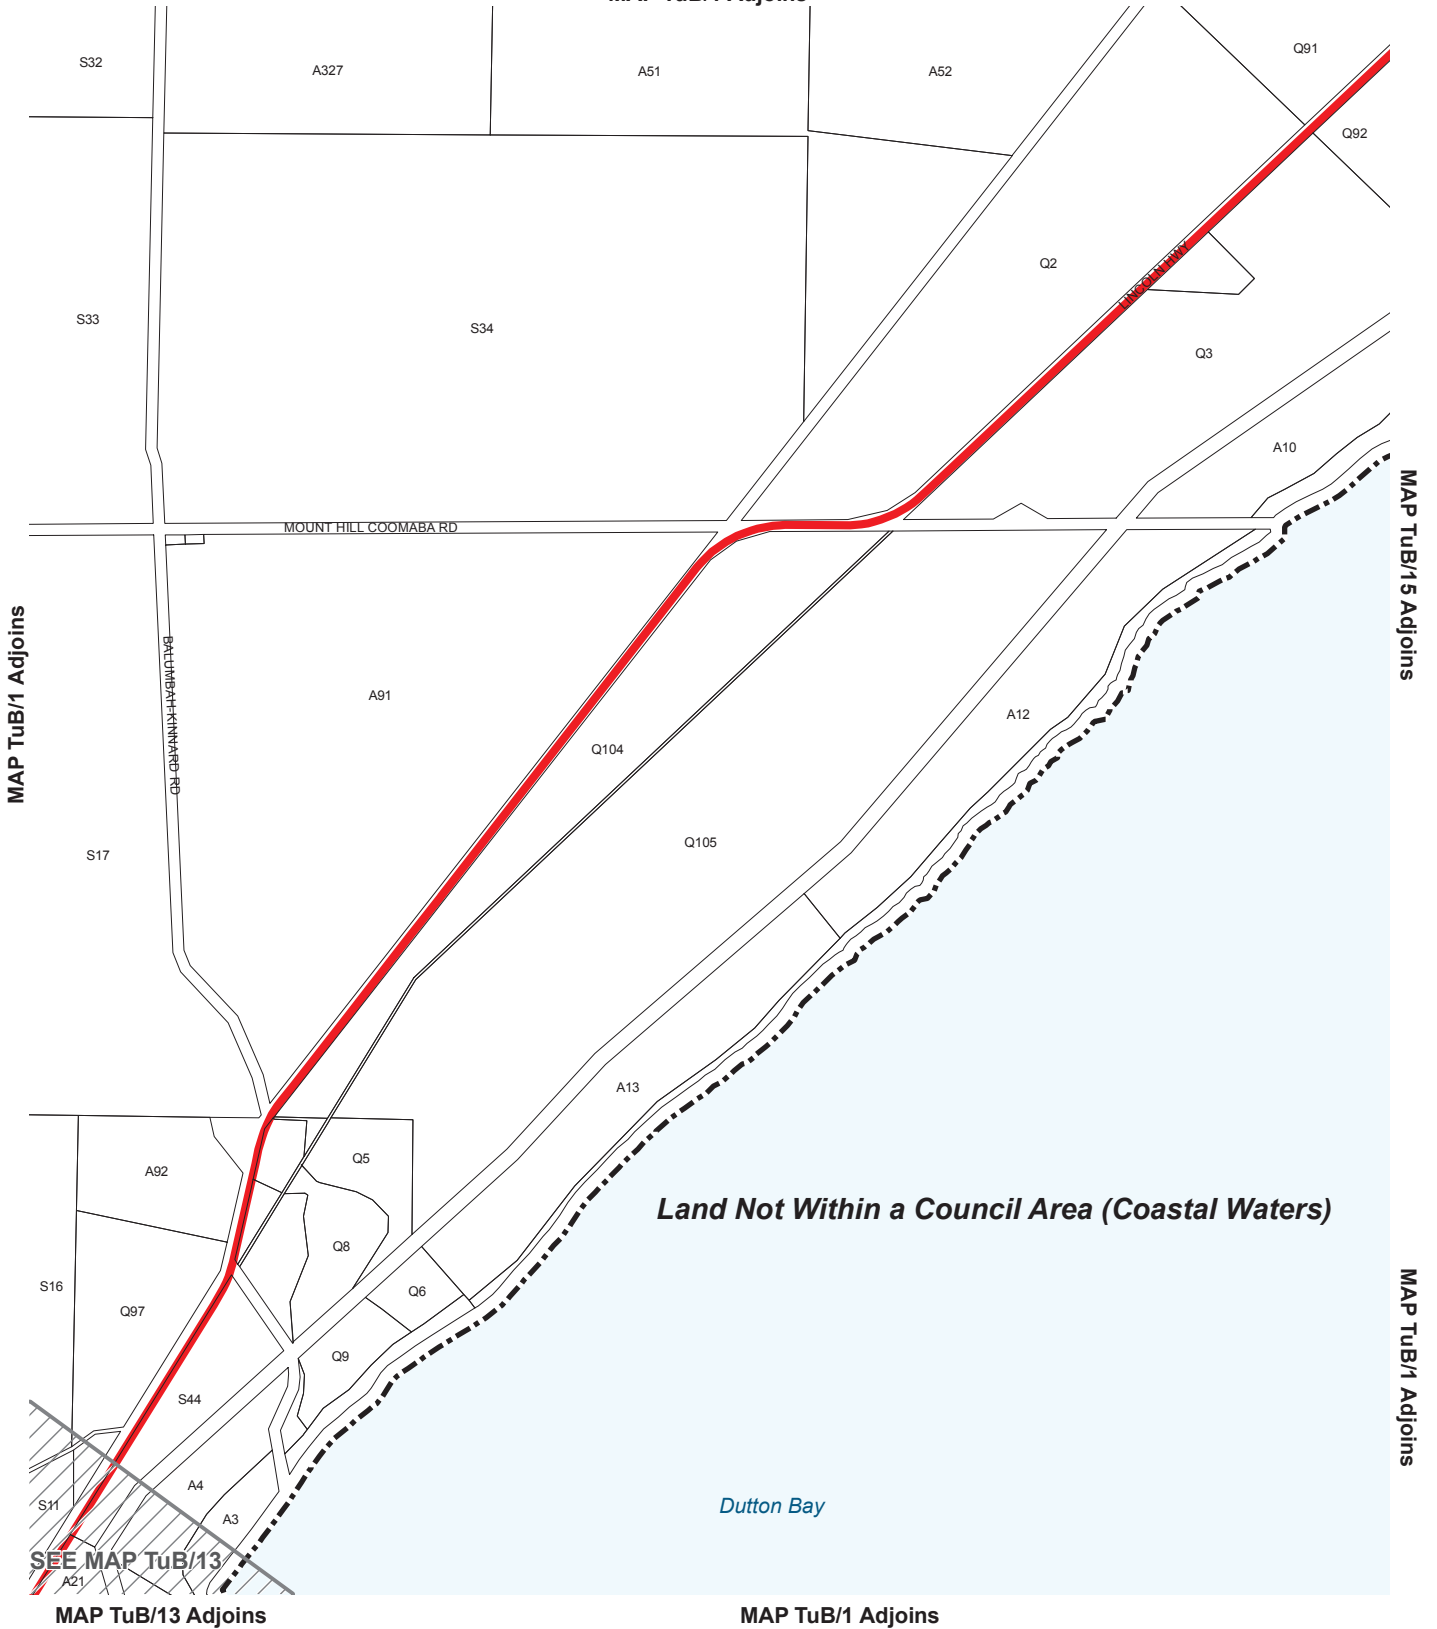 S32
A327
A51
A52
Q91
Q92
Q2
LINCOLN HWY
S33
S34
Q3
A10
MOUNT HILL COOMABA RD
MAP TuB/15 Adjoins
MAP TuB/1 Adjoins
BALUMBAH-KINNARD RD
A91
A12
Q104
Q105
S17
A13
A92
Q5
Land Not Within a Council Area (Coastal Waters)
Q8
S16
Q6
Q97
MAP TuB/1 Adjoins
Q9
S44
A4
S11
A3
Dutton Bay
SEE MAP TuB/13
A21
MAP TuB/13 Adjoins
MAP TuB/1 Adjoins